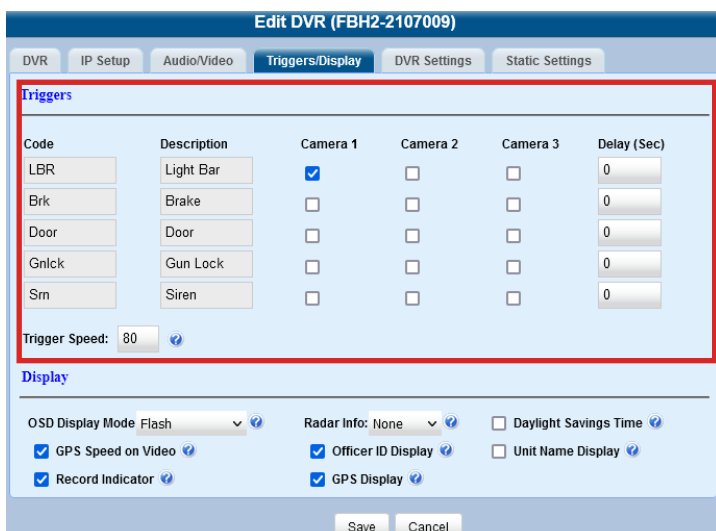 Edit DVR (FBH2-2107009)
DVR IP Setup Audio/Video Triggers/Display DVR Settings Static Settings
Triggers
Code Description Camera 1 Camera 2 Camera 3 Delay (Sec)
LBR Light Bar 0
Brk Brake 0
Door Door 0
Gnlck Gun Lock 0
Srn Siren 0
Trigger Speed: 80
Display
OSD Display Mode Flash Radar Info: None Daylight Savings Time
GPS Speed on Video Officer ID Display Unit Name Display
Record Indicator GPS Display
Save Cancel